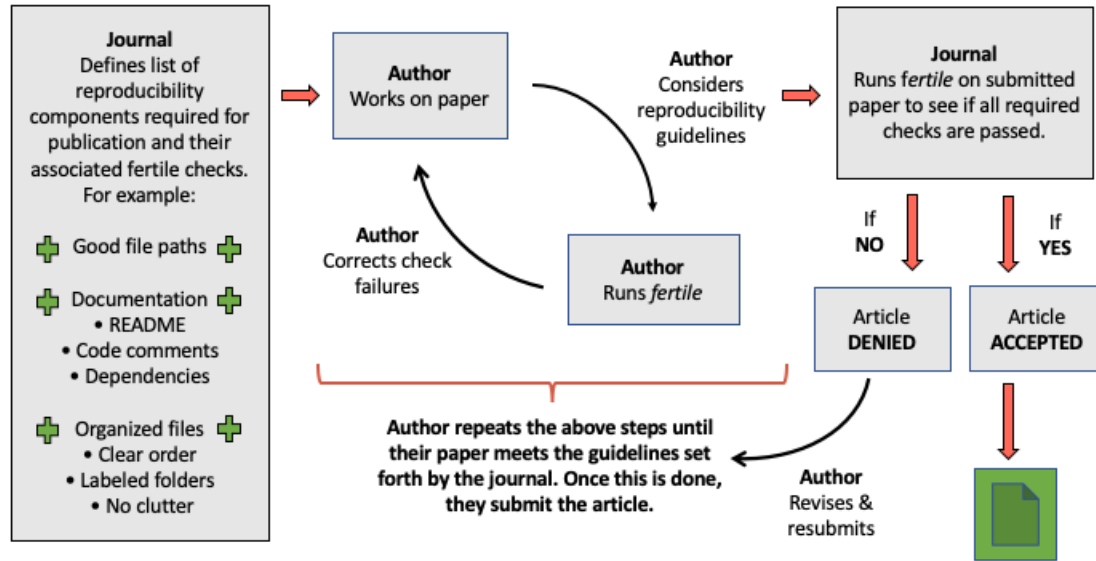 Journal
Defines list of
reproducibility
components required for
publication and their
associated fertile checks.
For example:
Good file paths
Documentation
• README
• Code comments
• Dependencies
Organized files
• Clear order
• Labeled folders
• No clutter
Author
Works on paper
Author
Considers
reproducibility
guidelines
Author
Corrects check
failures
Author
Runs fertile
Author repeats the above steps until
their paper meets the guidelines set
forth by the journal. Once this is done,
they submit the article.
Journal
Runs fertile on submitted
paper to see if all required
checks are passed.
If
NO
If
YES
Article
DENIED
Article
ACCEPTED
Author
Revises &
resubmits